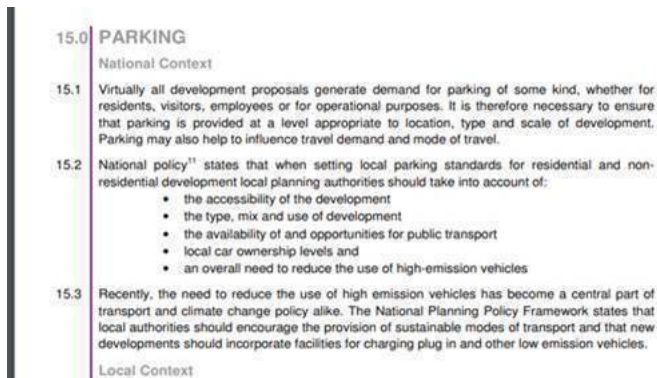 15.0 PARKING
National Context
15.1 Virtually all development proposals generate demand for parking of some kind, whether for
residents, visitors, employees or for operational purposes. It is therefore necessary to ensure
that parking is provided at a level appropriate to location, type and scale of development.
Parking may also help to influence travel demand and mode of travel.
15.2 National policy¹¹ states that when setting local parking standards for residential and non-
residential development local planning authorities should take into account of:
• the accessibility of the development
• the type, mix and use of development
• the availability of and opportunities for public transport
• local car ownership levels and
• an overall need to reduce the use of high-emission vehicles
15.3 Recently, the need to reduce the use of high emission vehicles has become a central part of
transport and climate change policy alike. The National Planning Policy Framework states that
local authorities should encourage the provision of sustainable modes of transport and that new
developments should incorporate facilities for charging plug in and other low emission vehicles.
Local Context